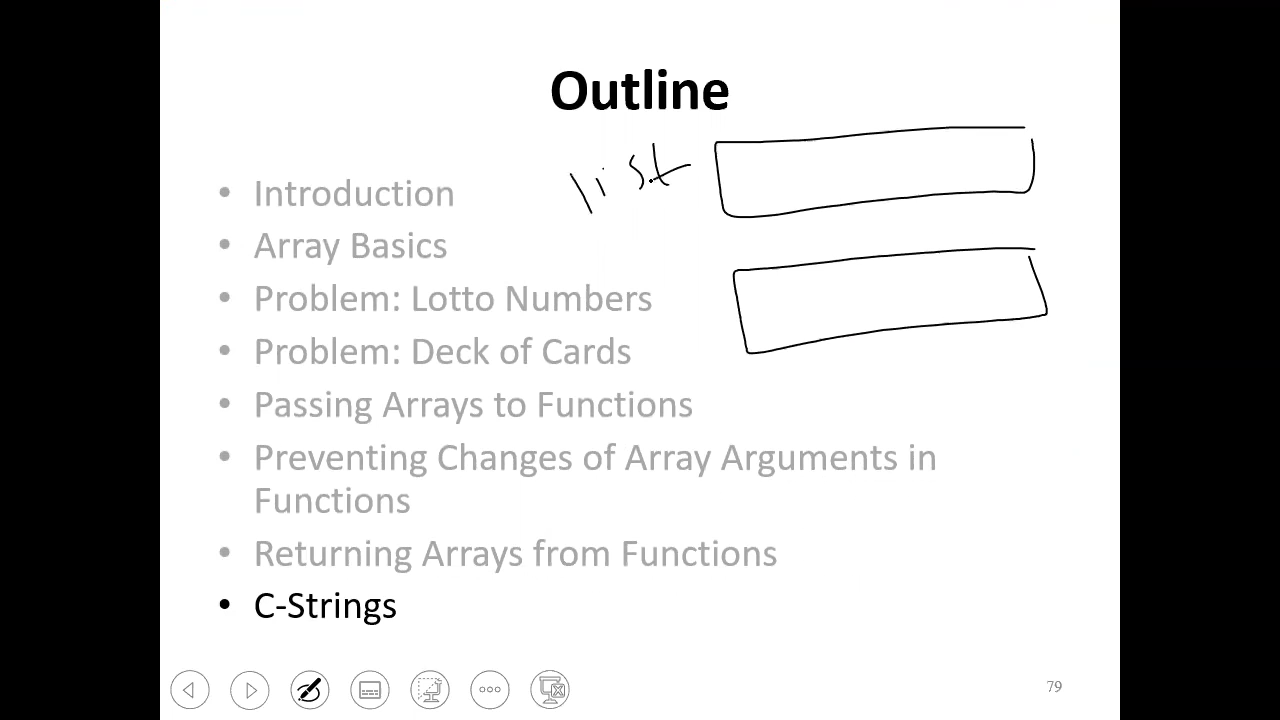 Outline
list
• Introduction
• Array Basics
• Problem: Lotto Numbers
• Problem: Deck of Cards
• Passing Arrays to Functions
• Preventing Changes of Array Arguments in
Functions
• Returning Arrays from Functions
• C-Strings
79